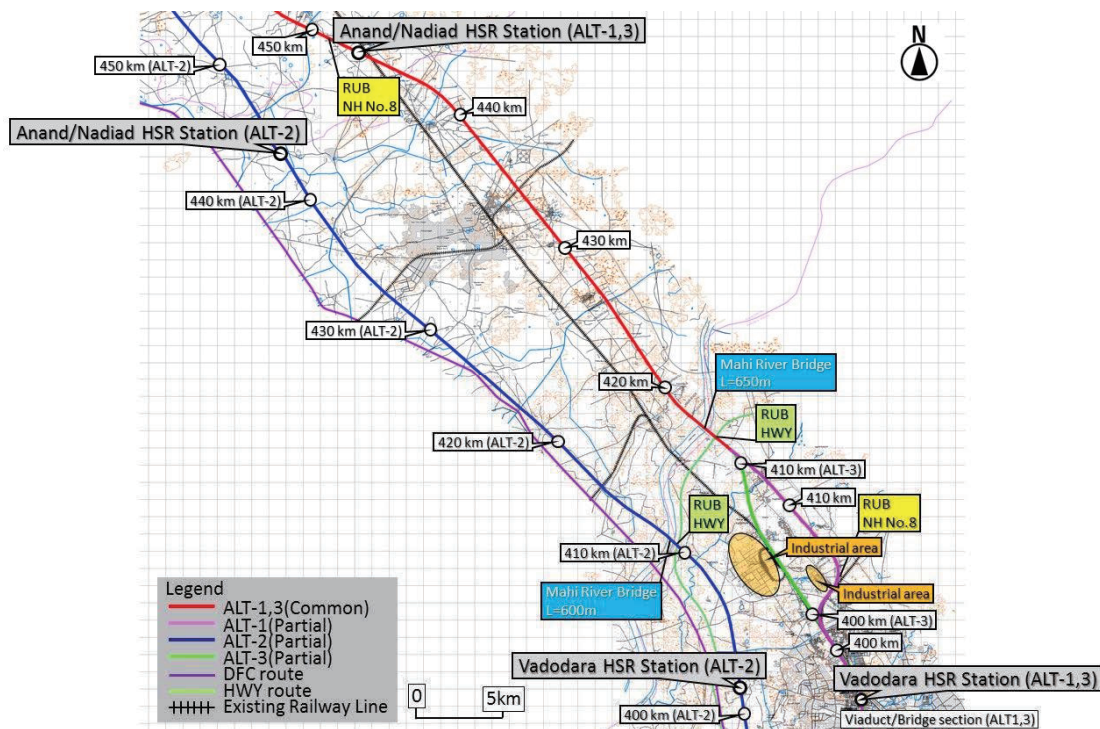 Anand/Nadiad HSR Station (ALT-1,3)
N
450 km
450 km (ALT-2)
RUB
NH No.8
440 km
Anand/Nadiad HSR Station (ALT-2)
440 km (ALT-2)
430 km
430 km (ALT-2)
Mahi River Bridge
L=650m
420 km
RUB
HWY
420 km (ALT-2)
410 km (ALT-3)
410 km
RUB
NH No.8
RUB
HWY
410 km (ALT-2)
Industrial area
Industrial area
Mahi River Bridge
L=600m
400 km (ALT-3)
400 km
Legend
ALT-1,3(Common)
ALT-1(Partial)
ALT-2(Partial)
ALT-3(Partial)
DFC route
HWY route
Existing Railway Line
0
5km
Vadodara HSR Station (ALT-2)
Vadodara HSR Station (ALT-1,3)
400 km (ALT-2)
Viaduct/Bridge section (ALT1,3)